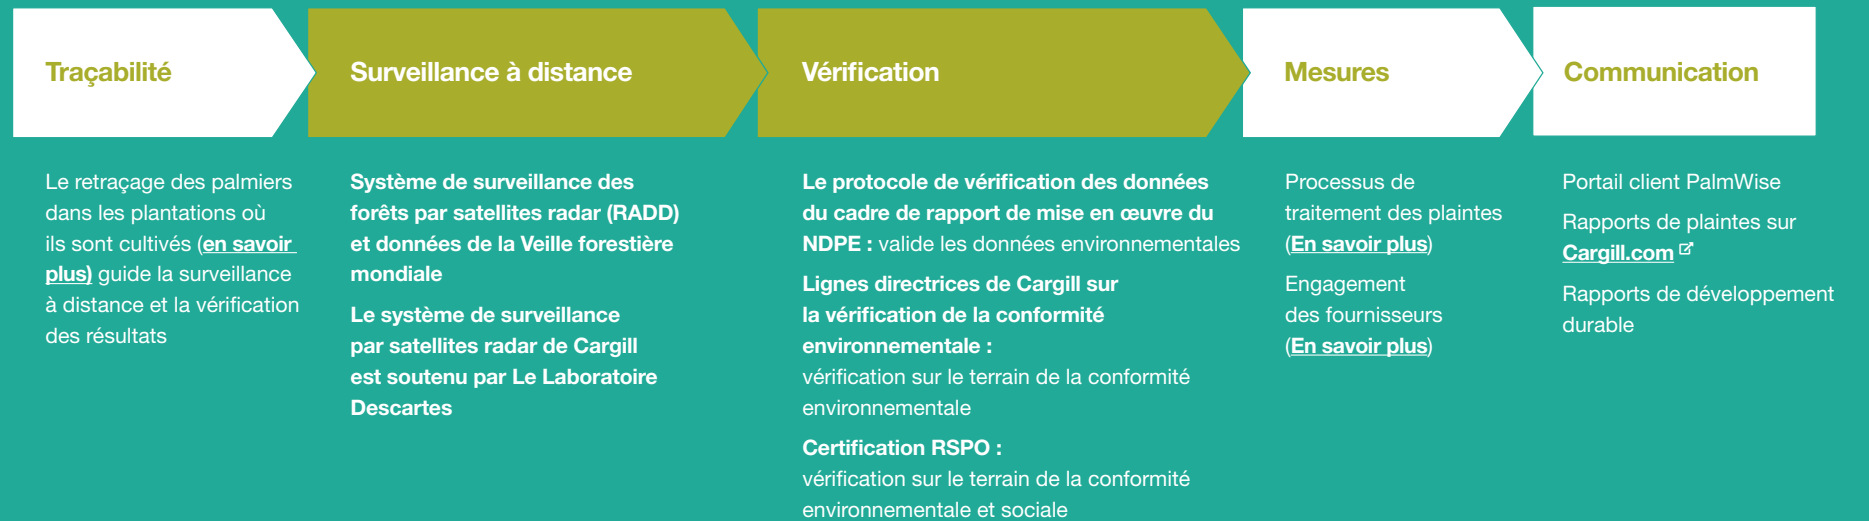 Traçabilité
Le retraçage des palmiers
dans les plantations où
ils sont cultivés (en savoir
plus) guide la surveillance
à distance et la vérification
des résultats
Surveillance à distance
Système de surveillance des
forêts par satellites radar (RADD)
et données de la Veille forestière
mondiale
Le système de surveillance
par satellites radar de Cargill
est soutenu par Le Laboratoire
Descartes
Vérification
Le protocole de vérification des données
du cadre de rapport de mise en œuvre du
NDPE : valide les données environnementales
Lignes directrices de Cargill sur
la vérification de la conformité
environnementale :
vérification sur le terrain de la conformité
environnementale
Certification RSPO :
vérification sur le terrain de la conformité
environnementale et sociale
Mesures
Processus de
traitement des plaintes
(En savoir plus)
Engagement
des fournisseurs
(En savoir plus)
Communication
Portail client PalmWise
Rapports de plaintes sur
Cargill.com
Rapports de développement
durable